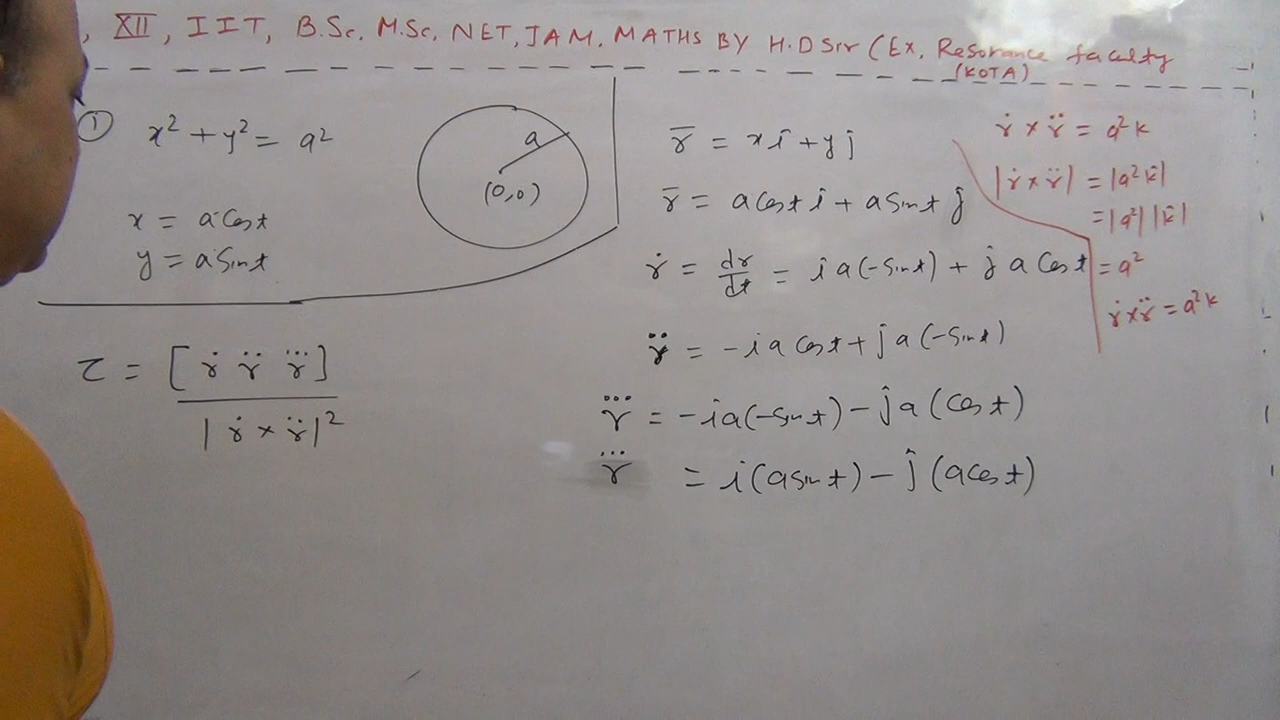 , XII, IIT, B.Sc, M.Sc, NET, JAM, MATHS BY H.D Sir (Ex. Resonance faculty
(KOTA)
① x² + y² = a²
a
(0,0)
x = a Cos t
y = a Sin t
τ = [ṙ r̈ r⃛] / |ṙ × r̈|²
r̅ = x î + y ĵ
r̅ = a Cos t î + a Sin t ĵ
ṙ = dr/dt = i a(-Sin t) + ĵ a Cos t
r̈ = -i a Cos t + ĵ a(-Sin t)
r⃛ = -i a(-Sin t) - ĵ a(Cos t)
r⃛ = i(a Sin t) - ĵ(a Cos t)
ṙ × r̈ = a² k
|ṙ × r̈| = |a² k̂|
= |a²| |k̂|
= a²
ṙ × r̈ = a² k